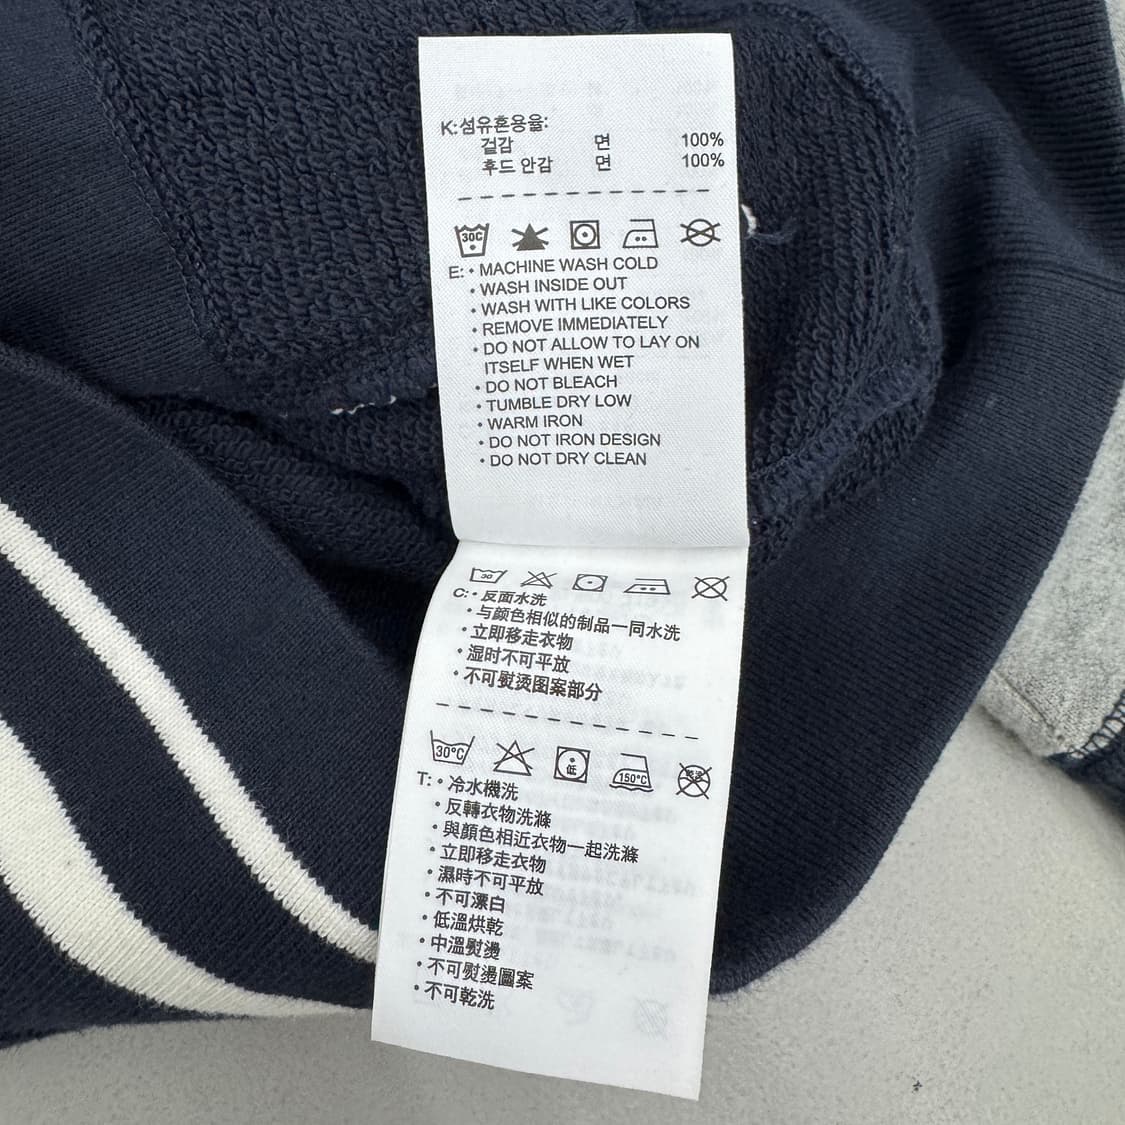 K:섬유혼용율:
겉감 면 100%
후드 안감 면 100%
30C
E: • MACHINE WASH COLD
• WASH INSIDE OUT
• WASH WITH LIKE COLORS
• REMOVE IMMEDIATELY
• DO NOT ALLOW TO LAY ON
ITSELF WHEN WET
• DO NOT BLEACH
• TUMBLE DRY LOW
• WARM IRON
• DO NOT IRON DESIGN
• DO NOT DRY CLEAN
30
C: • 反面水洗
• 与颜色相似的制品一同水洗
• 立即移走衣物
• 湿时不可平放
• 不可熨烫图案部分
30°C 低 150°C
T: • 冷水機洗
• 反轉衣物洗滌
• 與顏色相近衣物一起洗滌
• 立即移走衣物
• 濕時不可平放
• 不可漂白
• 低溫烘乾
• 中溫熨燙
• 不可熨燙圖案
• 不可乾洗